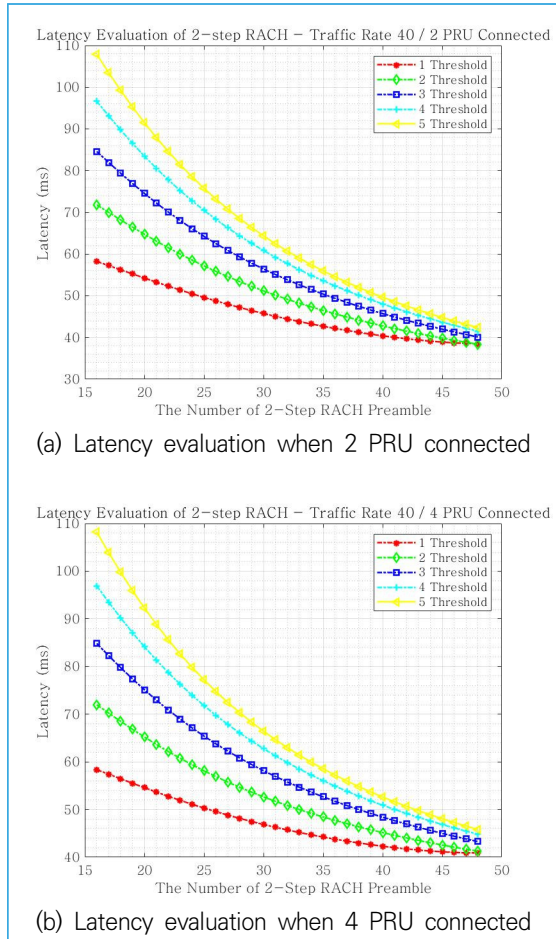 Latency Evaluation of 2-step RACH − Traffic Rate 40 / 2 PRU Connected
110
100
90
80
70
60
50
40
30
Latency (ms)
1 Threshold
2 Threshold
3 Threshold
4 Threshold
5 Threshold
15 20 25 30 35 40 45 50
The Number of 2-Step RACH Preamble
(a) Latency evaluation when 2 PRU connected
Latency Evaluation of 2-step RACH − Traffic Rate 40 / 4 PRU Connected
110
100
90
80
70
60
50
40
Latency (ms)
1 Threshold
2 Threshold
3 Threshold
4 Threshold
5 Threshold
15 20 25 30 35 40 45 50
The Number of 2-Step RACH Preamble
(b) Latency evaluation when 4 PRU connected